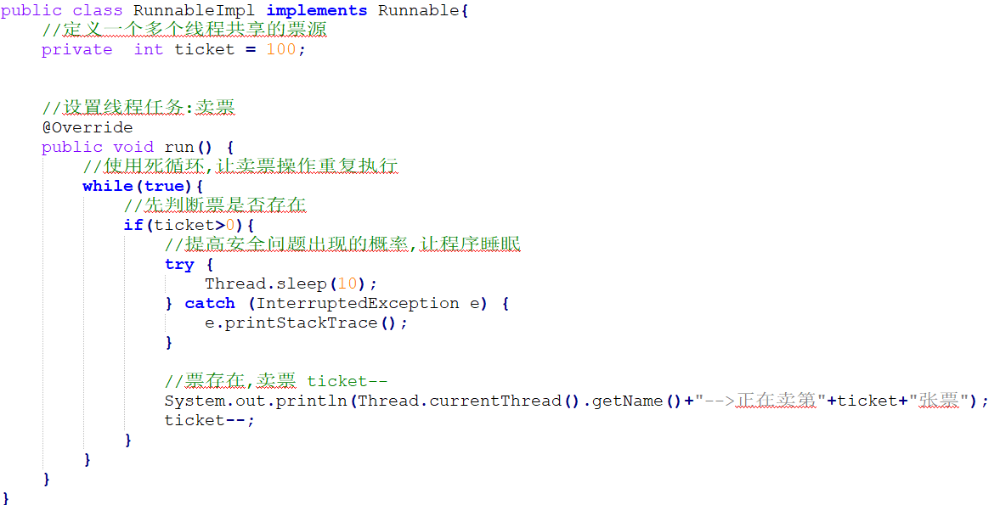 public class RunnableImpl implements Runnable{
    //定义一个多个线程共享的票源
    private  int ticket = 100;
    //设置线程任务:卖票
    @Override
    public void run() {
        //使用死循环,让卖票操作重复执行
        while(true){
            //先判断票是否存在
            if(ticket>0){
                //提高安全问题出现的概率,让程序睡眠
                try {
                    Thread.sleep(10);
                } catch (InterruptedException e) {
                    e.printStackTrace();
                }
                //票存在,卖票 ticket--
                System.out.println(Thread.currentThread().getName()+"-->正在卖第"+ticket+"张票");
                ticket--;
            }
        }
    }
}